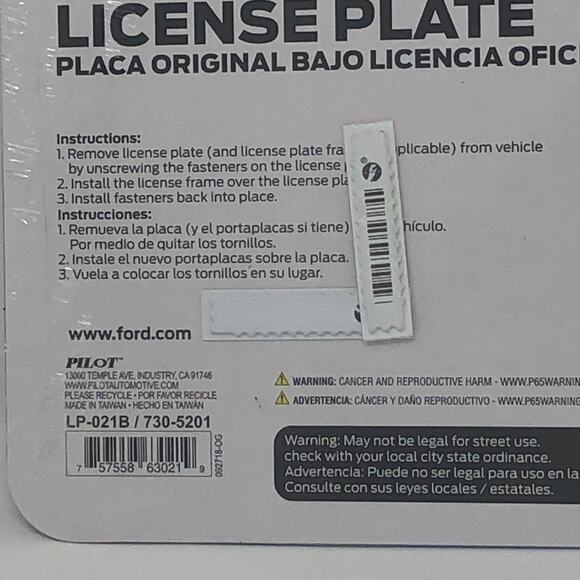 LICENSE PLATE
PLACA ORIGINAL BAJO LICENCIA OFIC
Instructions:
1. Remove license plate (and license plate fra plicable) from vehicle
by unscrewing the fasteners on the license
2. Install the license frame over the license pla
3. Install fasteners back into place.
Instrucciones:
1. Remueva la placa (y el portaplacas si tiene) hículo.
Por medio de quitar los tornillos.
2. Instale el nuevo portaplacas sobre la placa.
3. Vuela a colocar los tornillos en su lugar.
www.ford.com
PILOT™
13000 TEMPLE AVE, INDUSTRY, CA 91746
WWW.PILOTAUTOMOTIVE.COM
PLEASE RECYCLE • POR FAVOR RECICLE
MADE IN TAIWAN • HECHO EN TAIWÁN
LP-021B / 730-5201
7 57558 63021 9
092718-OG
WARNING: CANCER AND REPRODUCTIVE HARM - WWW.P65WARNIN
ADVERTENCIA: CÁNCER Y DAÑO REPRODUCTIVO - WWW.P65WARNING
Warning: May not be legal for street use.
check with your local city state ordinance.
Advertencia: Puede no ser legal para uso en la
Consulte con sus leyes locales / estatales.